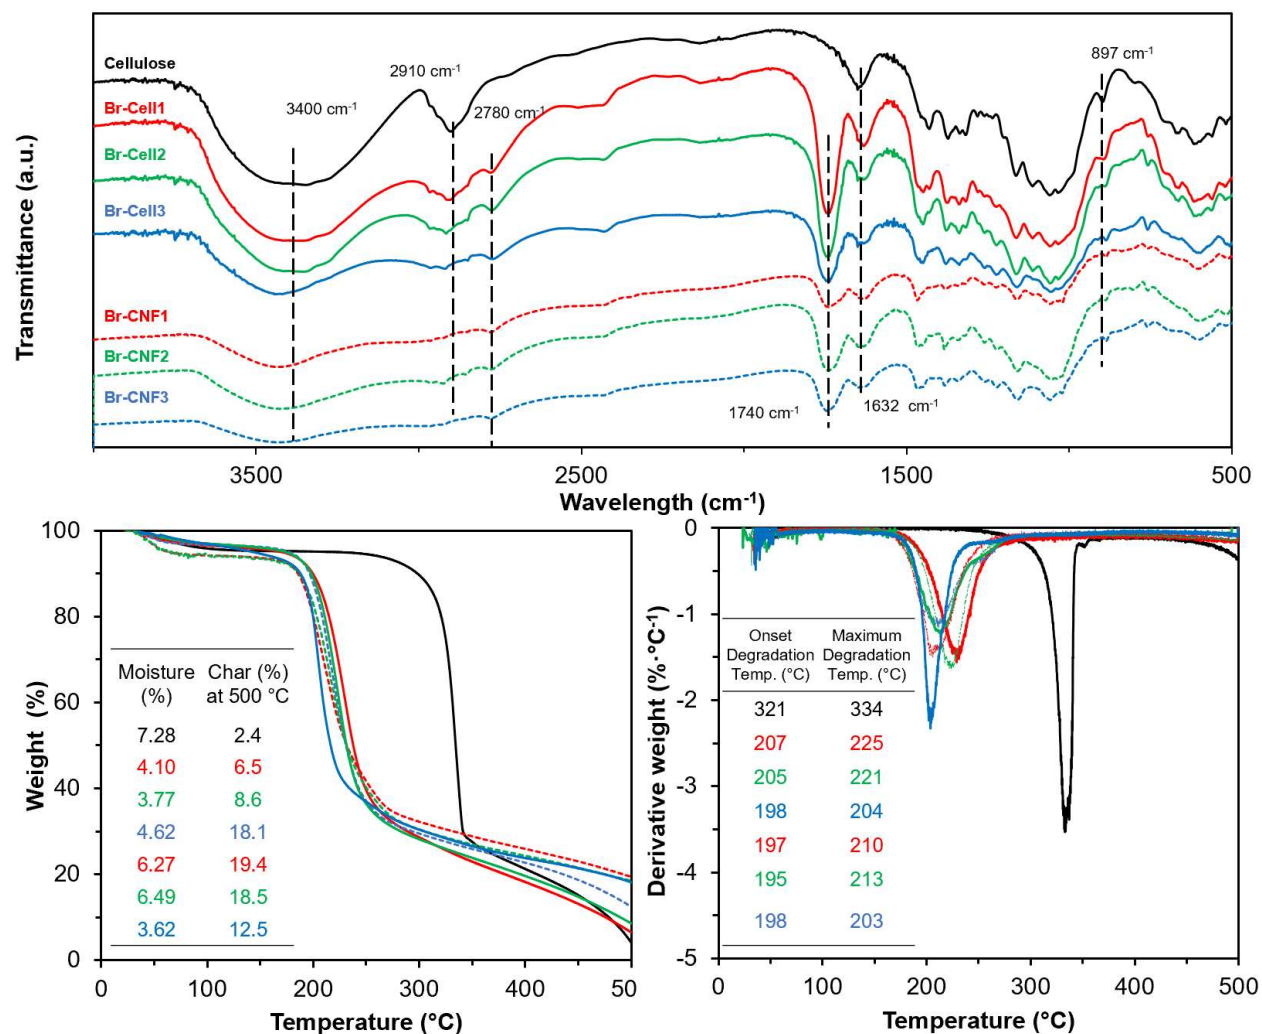 Cellulose
2910 cm-1
897 cm-1
Br-Cell1
3400 cm-1
2780 cm-1
Br-Cell2
Br-Cell3
Br-CNF1
Br-CNF2
Br-CNF3
1740 cm-1
1632 cm-1
Transmittance (a.u.)
3500 2500 1500 500
Wavelength (cm-1)
100
80
60
40
20
0
Weight (%)
Moisture (%) Char (%) at 500 °C
7.28 2.4
4.10 6.5
3.77 8.6
4.62 18.1
6.27 19.4
6.49 18.5
3.62 12.5
0 100 200 300 400 50
Temperature (°C)
0
-1
-2
-3
-4
-5
Derivative weight (%·°C-1)
Onset Maximum
Degradation Degradation
Temp. (°C) Temp. (°C)
321 334
207 225
205 221
198 204
197 210
195 213
198 203
0 100 200 300 400 500
Temperature (°C)